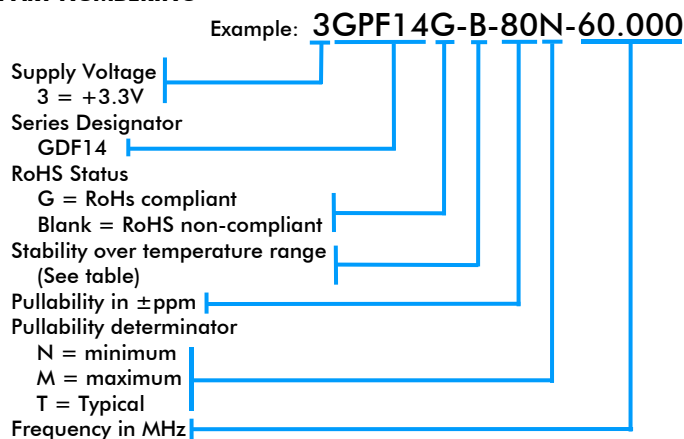 Example: 3GPF14G-B-80N-60.000
Supply Voltage
3 = +3.3V
Series Designator
GDF14
RoHS Status
G = RoHs compliant
Blank = RoHS non-compliant
Stability over temperature range
(See table)
Pullability in ±ppm
Pullability determinator
N = minimum
M = maximum
T = Typical
Frequency in MHz